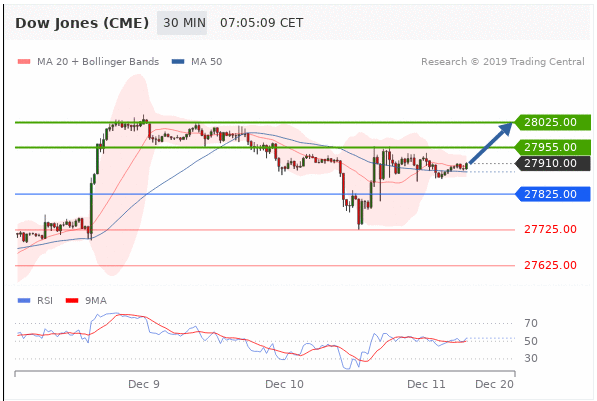 Dow Jones (CME) 30 MIN 07:05:09 CET
MA 20 + Bollinger Bands MA 50 Research © 2019 Trading Central
28025.00
27955.00
27910.00
27825.00
27725.00
27625.00
RSI 9MA
70
50
30
Dec 9 Dec 10 Dec 11 Dec 20